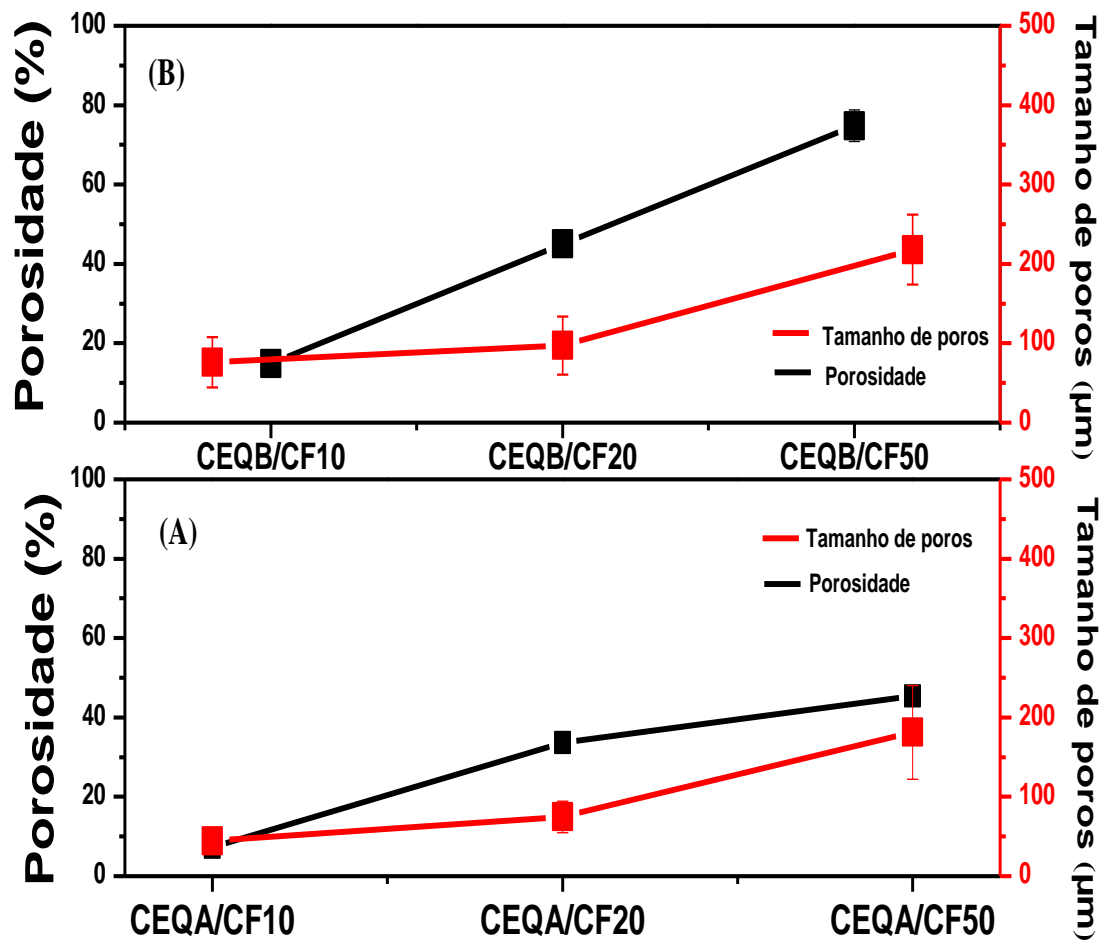 Porosidade (%)
100
80
60
40
20
0
(B)
Tamanho de poros
Porosidade
500
400
300
200
100
0
Tamanho de poros (μm)
CEQB/CF10 CEQB/CF20 CEQB/CF50
Porosidade (%)
100
80
60
40
20
0
(A)
Tamanho de poros
Porosidade
500
400
300
200
100
0
Tamanho de poros (μm)
CEQA/CF10 CEQA/CF20 CEQA/CF50